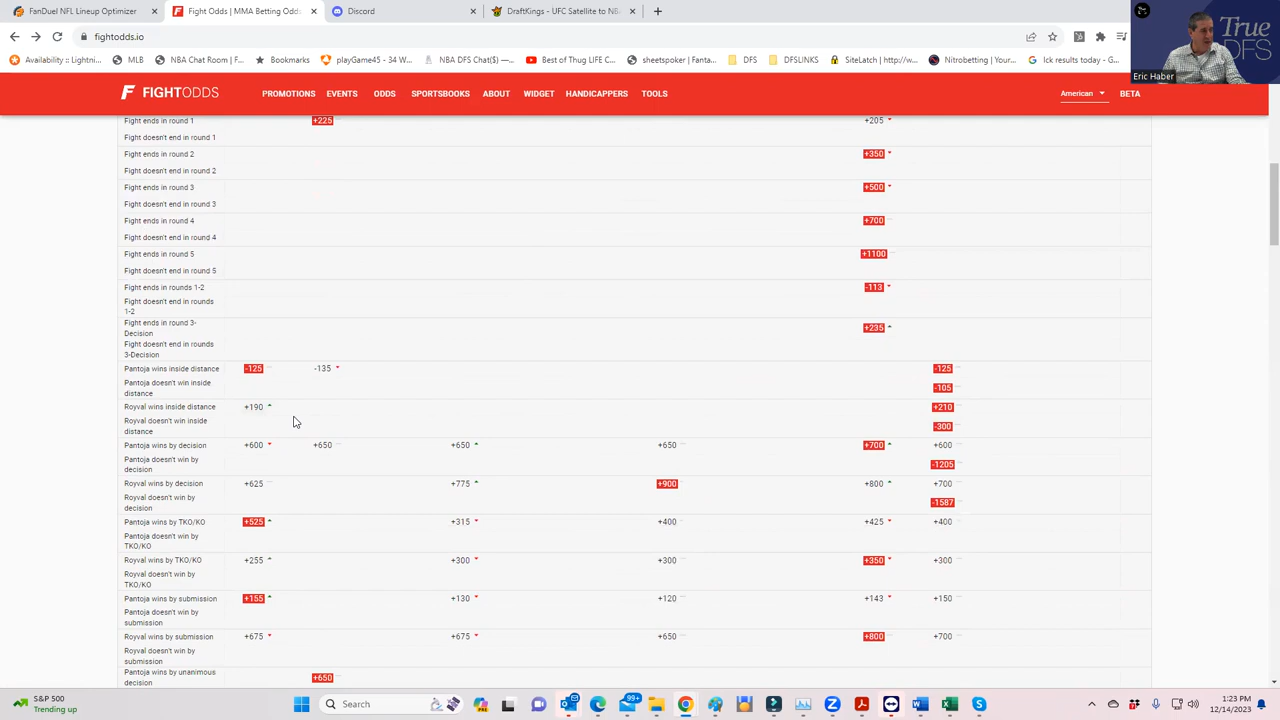 FanDuel NFL Lineup Optimizer
Fight Odds | MMA Betting Odds
Discord
DraftKings - UFC Satellite to NB
fightodds.io
Availability :: Lightni...
MLB
NBA Chat Room | F...
Bookmarks
playGame45 - 34 W...
NBA DFS Chat($) —...
Best of Thug LIFE C...
sheetspoker | Fanta...
DFS
DFSLINKS
SiteLatch | http://w...
Nitrobetting | Your...
Ick results today - G...
True
DFS
Eric Haber
FIGHTODDS
PROMOTIONS EVENTS ODDS SPORTSBOOKS ABOUT WIDGET HANDICAPPERS TOOLS
American
BETA
Fight ends in round 1 +225 +205
Fight doesn't end in round 1
Fight ends in round 2 +350
Fight doesn't end in round 2
Fight ends in round 3 +500
Fight doesn't end in round 3
Fight ends in round 4 +700
Fight doesn't end in round 4
Fight ends in round 5 +1100
Fight doesn't end in round 5
Fight ends in rounds 1-2 -113
Fight doesn't end in rounds
1-2
Fight ends in round 3-
Decision +235
Fight doesn't end in rounds
3-Decision
Pantoja wins inside distance -125 -135 -125
Pantoja doesn't win inside
distance -105
Royval wins inside distance +190 +210
Royval doesn't win inside
distance -300
Pantoja wins by decision +600 +650 +650 +650 +700 +600
Pantoja doesn't win by
decision -1205
Royval wins by decision +625 +775 +900 +800 +700
Royval doesn't win by
decision -1587
Pantoja wins by TKO/KO +525 +315 +400 +425 +400
Pantoja doesn't win by
TKO/KO
Royval wins by TKO/KO +255 +300 +300 +350 +300
Royval doesn't win by
TKO/KO
Pantoja wins by submission +155 +130 +120 +143 +150
Pantoja doesn't win by
submission
Royval wins by submission +675 +675 +650 +800 +700
Royval doesn't win by
submission
Pantoja wins by unanimous
decision +650
S&P 500
Trending up
Search
99+
1:23 PM
12/14/2023